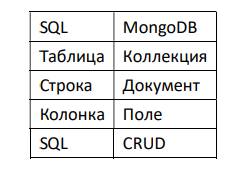 SQL MongoDB
Таблица Коллекция
Строка Документ
Колонка Поле
SQL CRUD